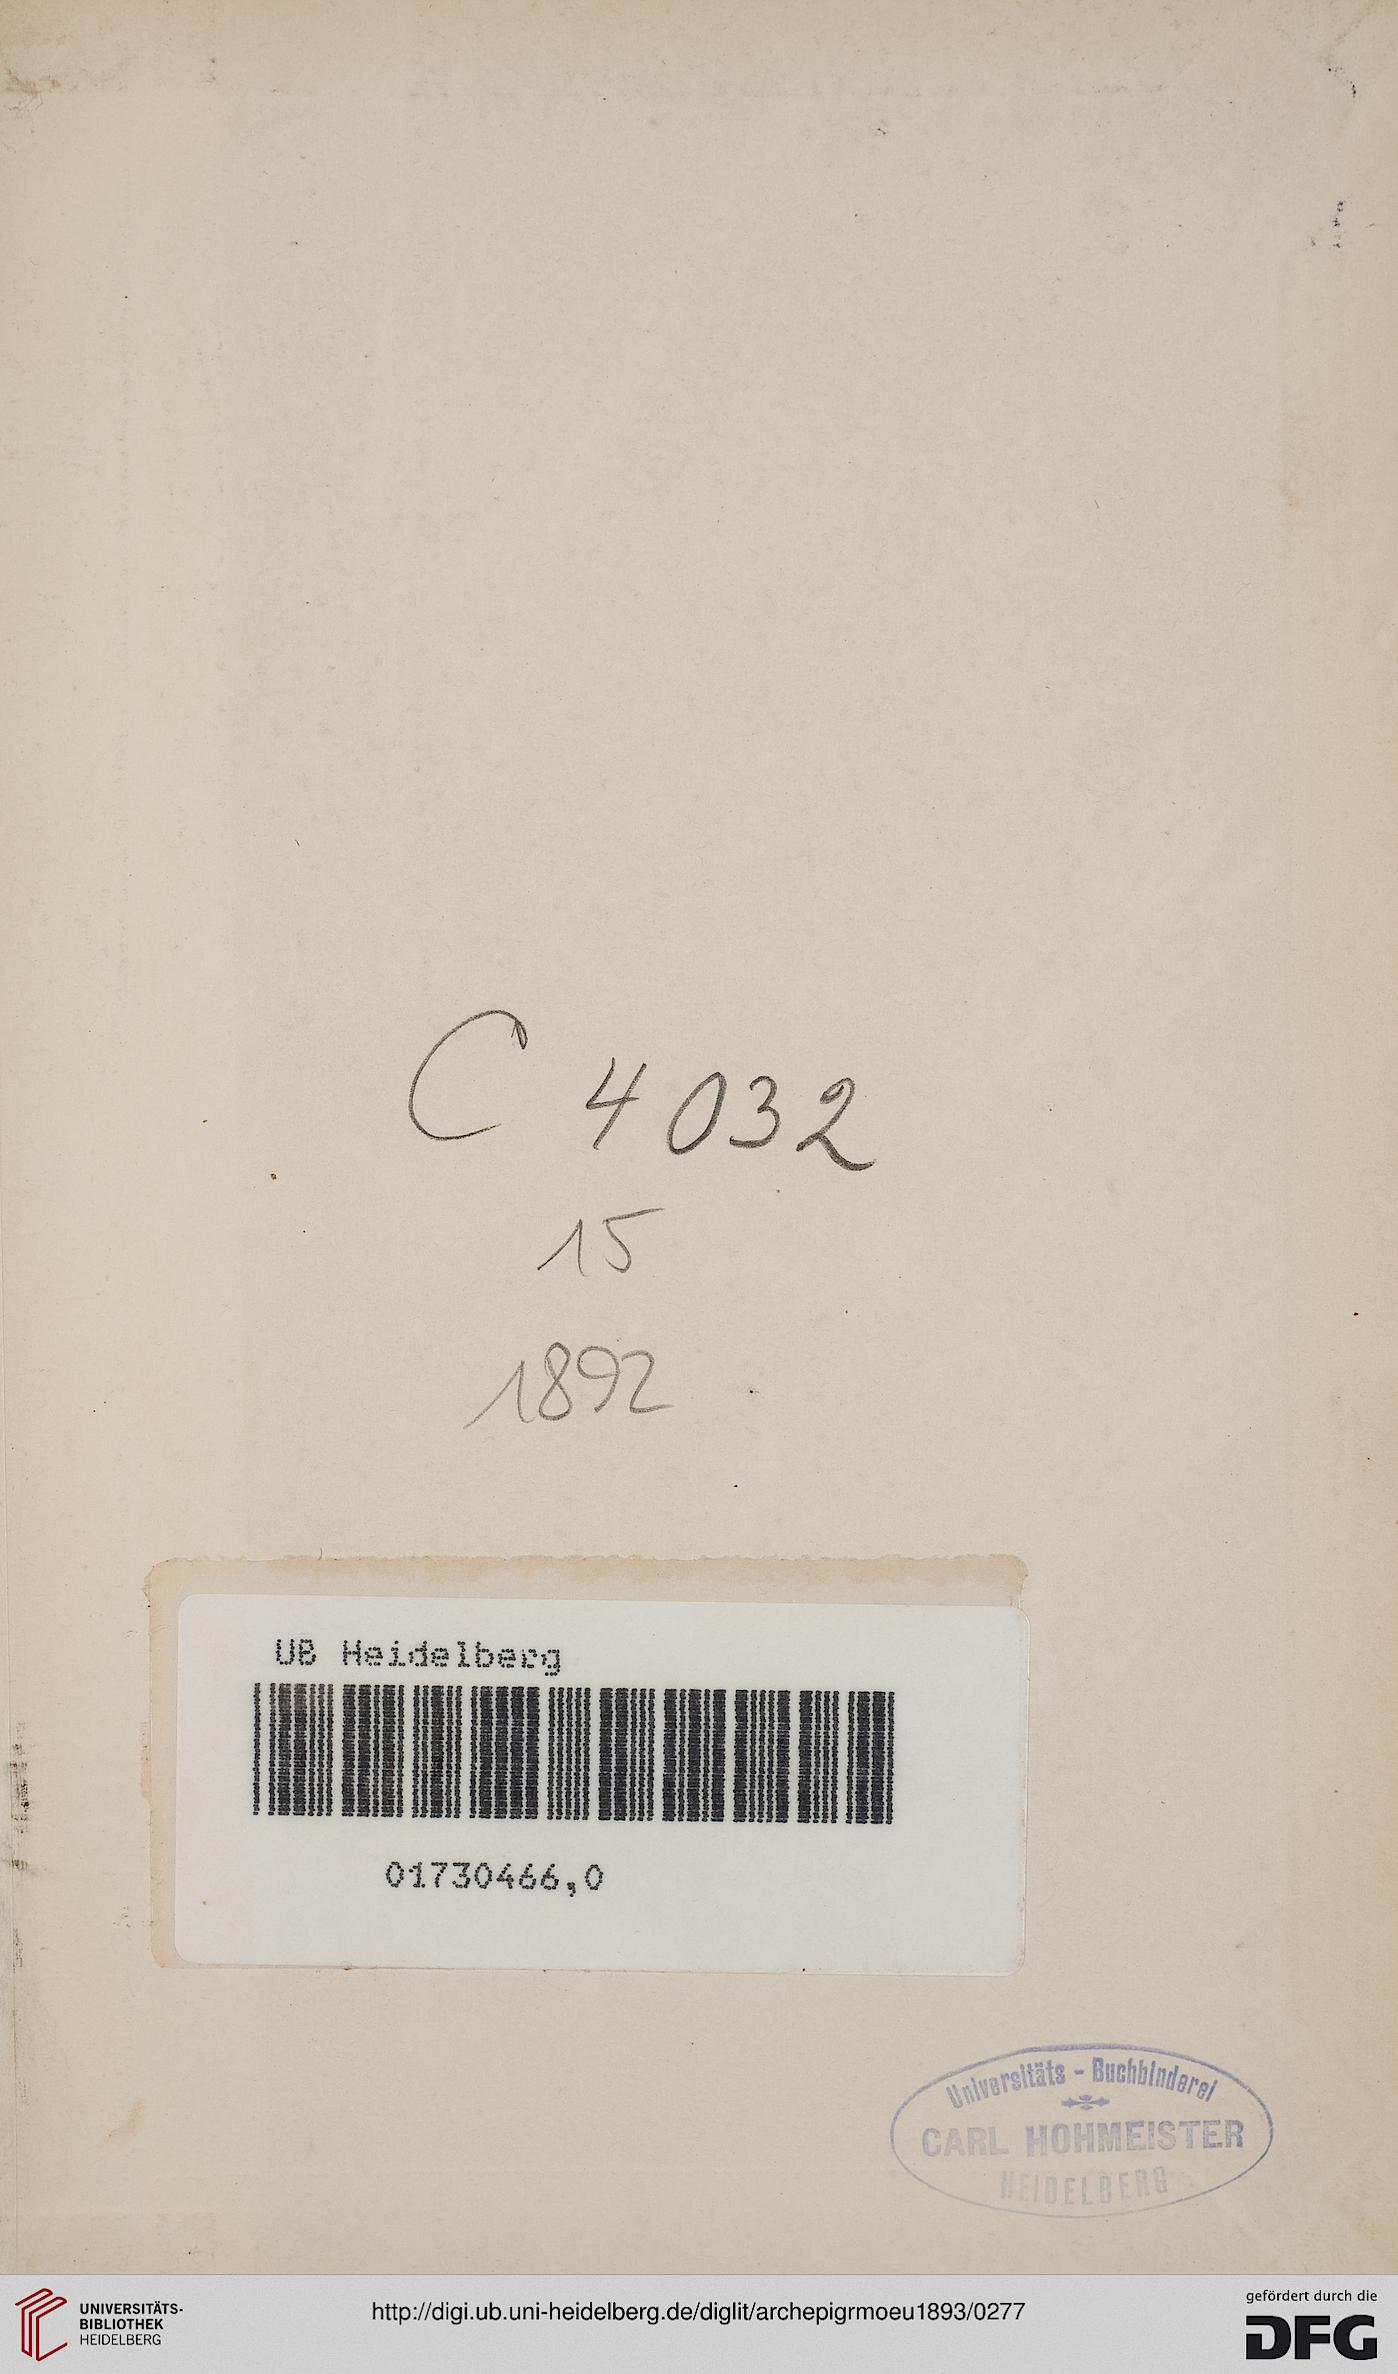 C 4032
15
1892
UB Heidelberg
01730466,0
Universitäts - Buchbinderei
CARL HOHMEISTER
HEIDELBERG
UNIVERSITÄTS-
BIBLIOTHEK
HEIDELBERG
http://digi.ub.uni-heidelberg.de/diglit/archepigrmoeu1893/0277
gefördert durch die
DFG